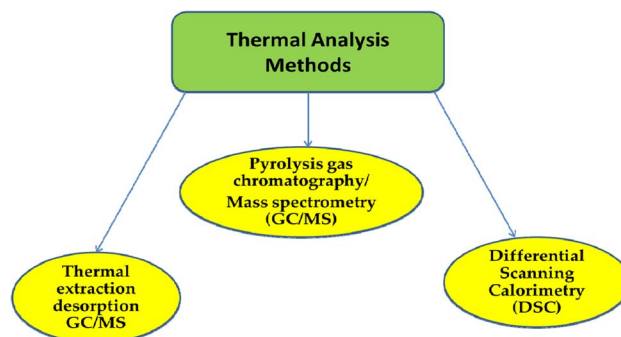 Thermal Analysis
Methods
Pyrolysis gas
chromatography/
Mass spectrometry
(GC/MS)
Thermal
extraction
desorption
GC/MS
Differential
Scanning
Calorimetry
(DSC)